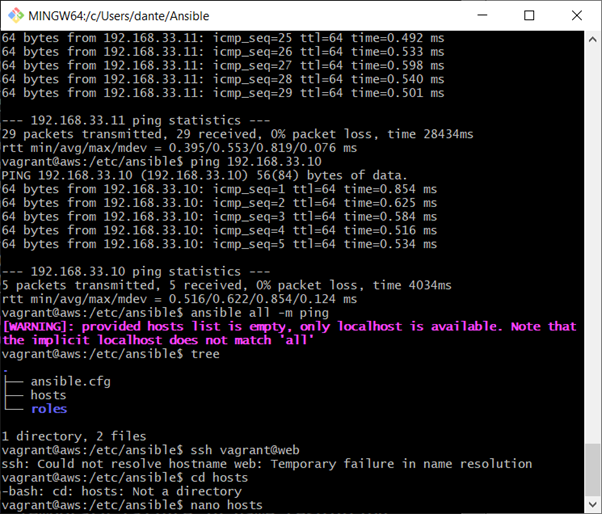 MINGW64:/c/Users/dante/Ansible
64 bytes from 192.168.33.11: icmp_seq=25 ttl=64 time=0.492 ms
64 bytes from 192.168.33.11: icmp_seq=26 ttl=64 time=0.533 ms
64 bytes from 192.168.33.11: icmp_seq=27 ttl=64 time=0.598 ms
64 bytes from 192.168.33.11: icmp_seq=28 ttl=64 time=0.540 ms
64 bytes from 192.168.33.11: icmp_seq=29 ttl=64 time=0.501 ms
--- 192.168.33.11 ping statistics ---
29 packets transmitted, 29 received, 0% packet loss, time 28434ms
rtt min/avg/max/mdev = 0.395/0.553/0.819/0.076 ms
vagrant@aws:/etc/ansible$ ping 192.168.33.10
PING 192.168.33.10 (192.168.33.10) 56(84) bytes of data.
64 bytes from 192.168.33.10: icmp_seq=1 ttl=64 time=0.854 ms
64 bytes from 192.168.33.10: icmp_seq=2 ttl=64 time=0.625 ms
64 bytes from 192.168.33.10: icmp_seq=3 ttl=64 time=0.584 ms
64 bytes from 192.168.33.10: icmp_seq=4 ttl=64 time=0.516 ms
64 bytes from 192.168.33.10: icmp_seq=5 ttl=64 time=0.534 ms
--- 192.168.33.10 ping statistics ---
5 packets transmitted, 5 received, 0% packet loss, time 4034ms
rtt min/avg/max/mdev = 0.516/0.622/0.854/0.124 ms
vagrant@aws:/etc/ansible$ ansible all -m ping
[WARNING]: provided hosts list is empty, only localhost is available. Note that
the implicit localhost does not match 'all'
vagrant@aws:/etc/ansible$ tree
.
├── ansible.cfg
├── hosts
└── roles
1 directory, 2 files
vagrant@aws:/etc/ansible$ ssh vagrant@web
ssh: Could not resolve hostname web: Temporary failure in name resolution
vagrant@aws:/etc/ansible$ cd hosts
-bash: cd: hosts: Not a directory
vagrant@aws:/etc/ansible$ nano hosts